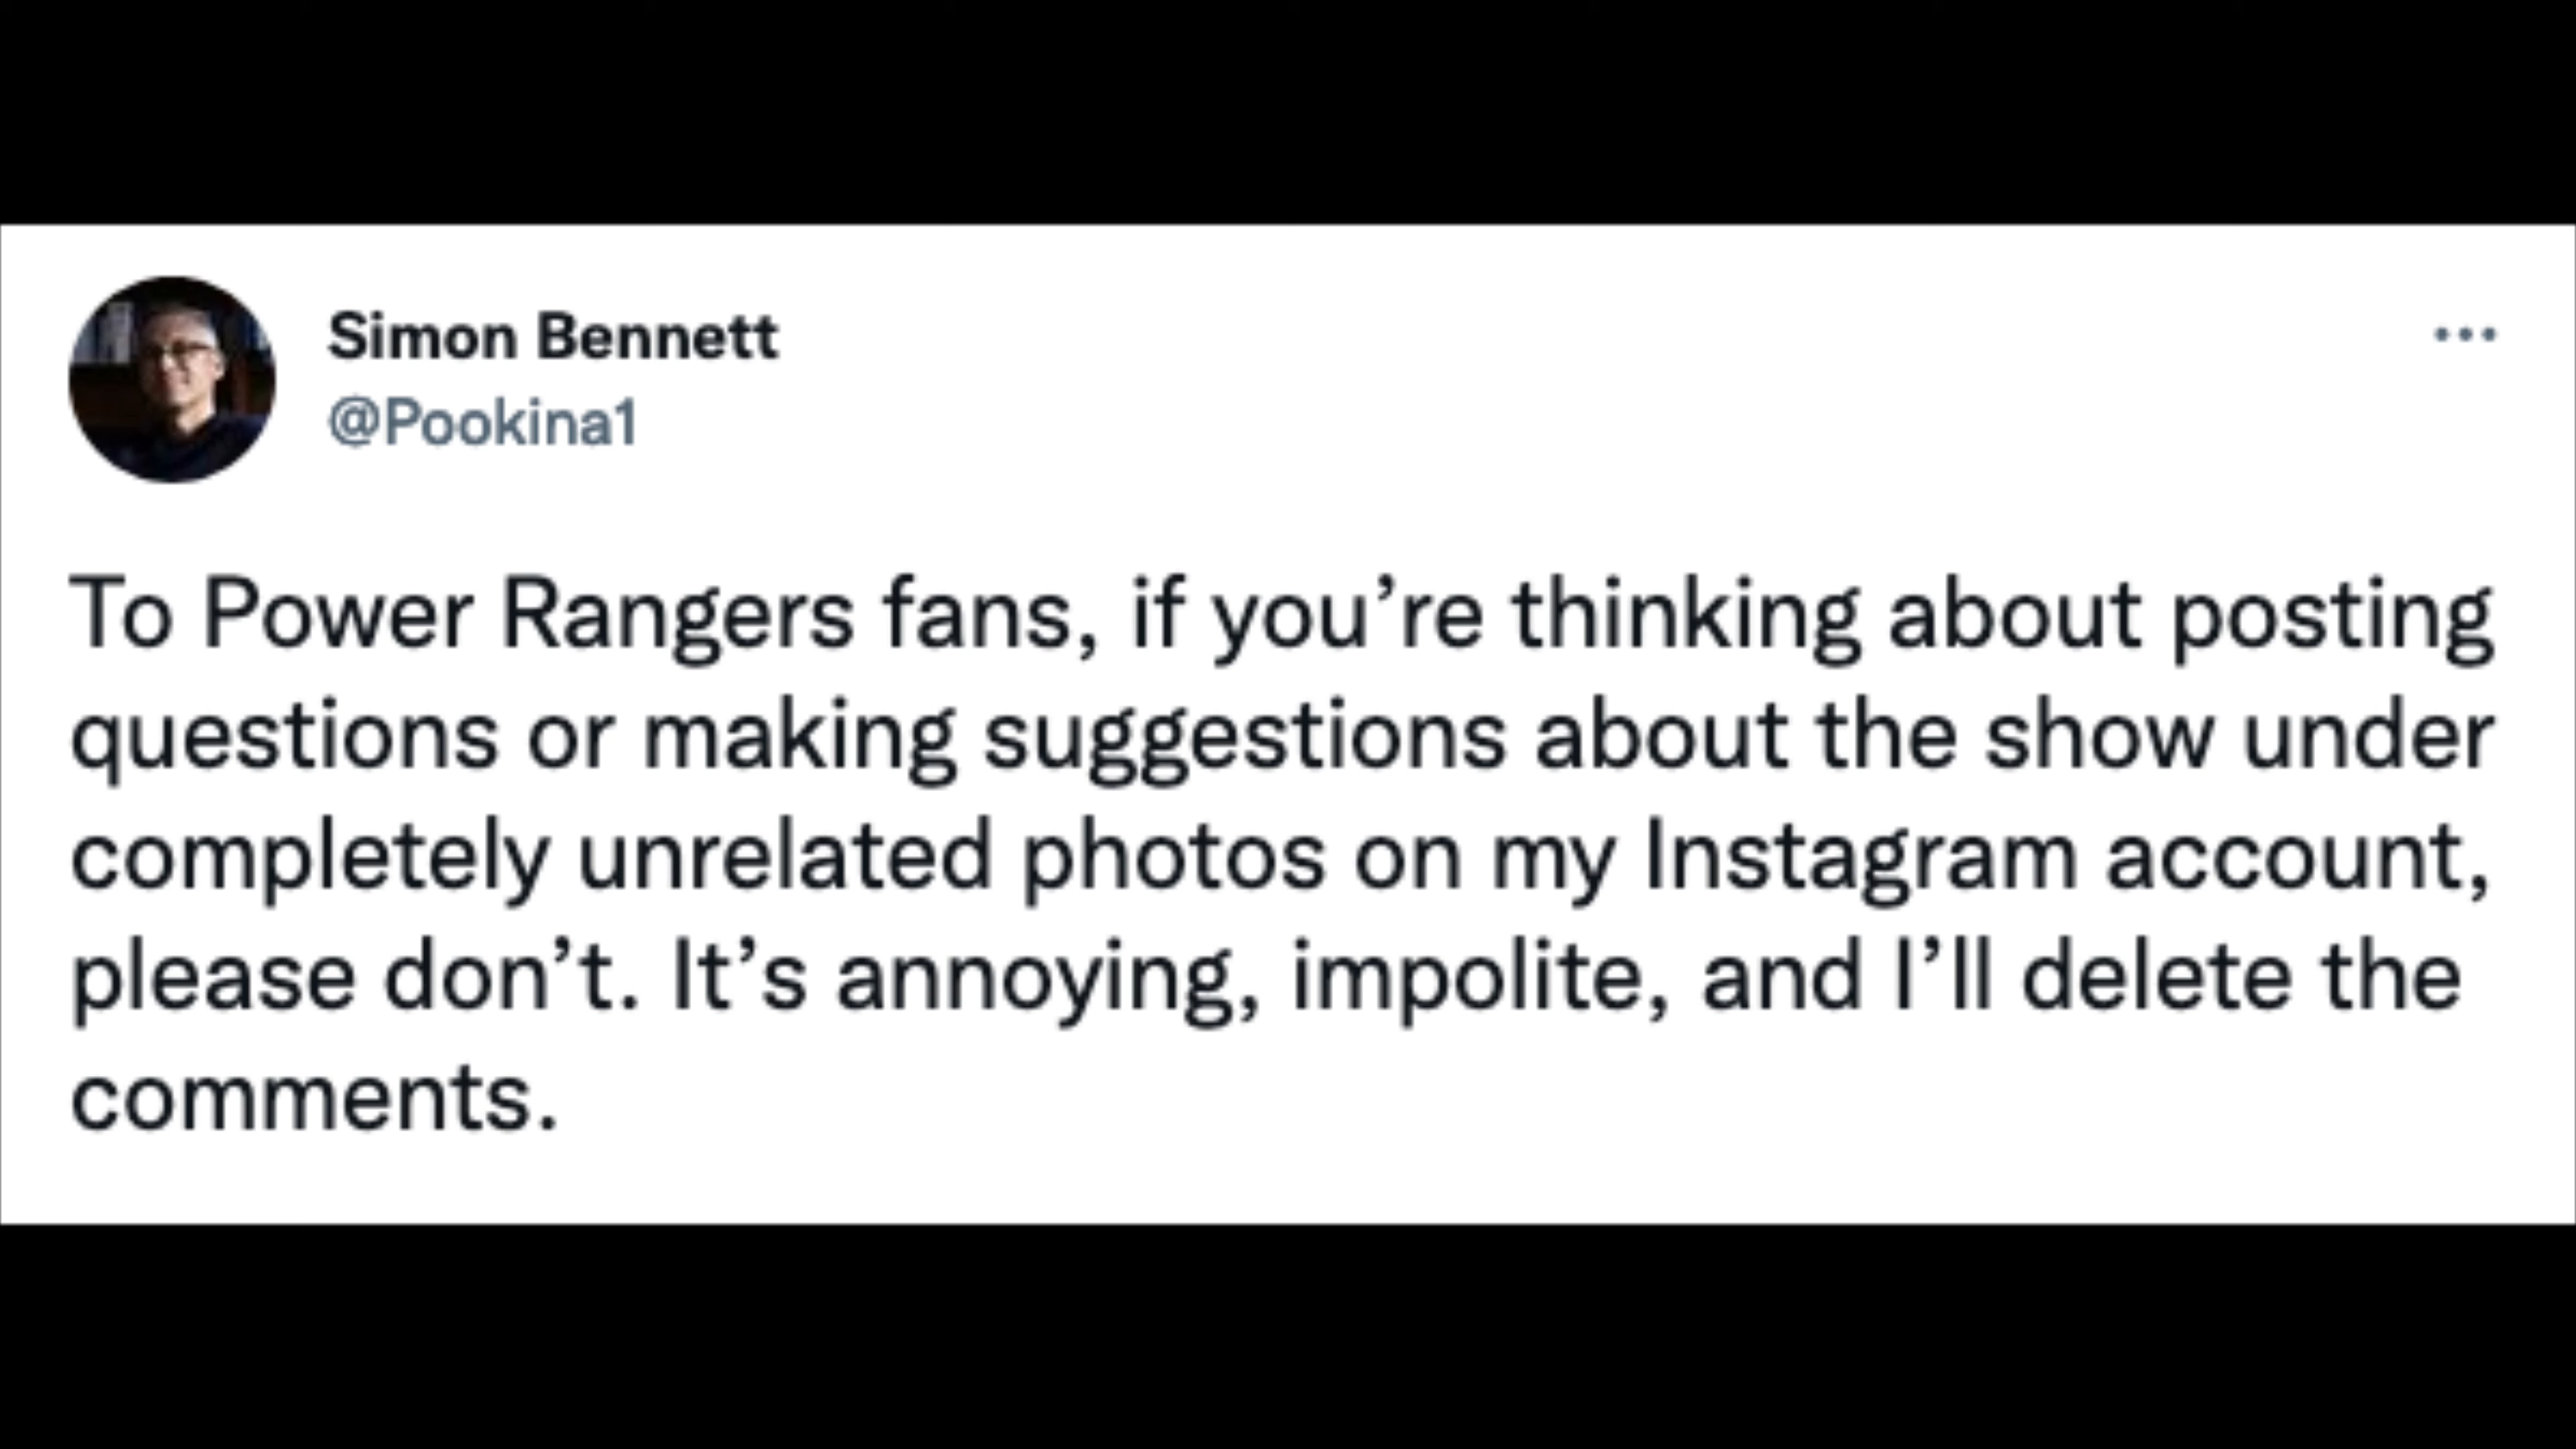 Simon Bennett
@Pookina1
To Power Rangers fans, if you’re thinking about posting
questions or making suggestions about the show under
completely unrelated photos on my Instagram account,
please don’t. It’s annoying, impolite, and I’ll delete the
comments.